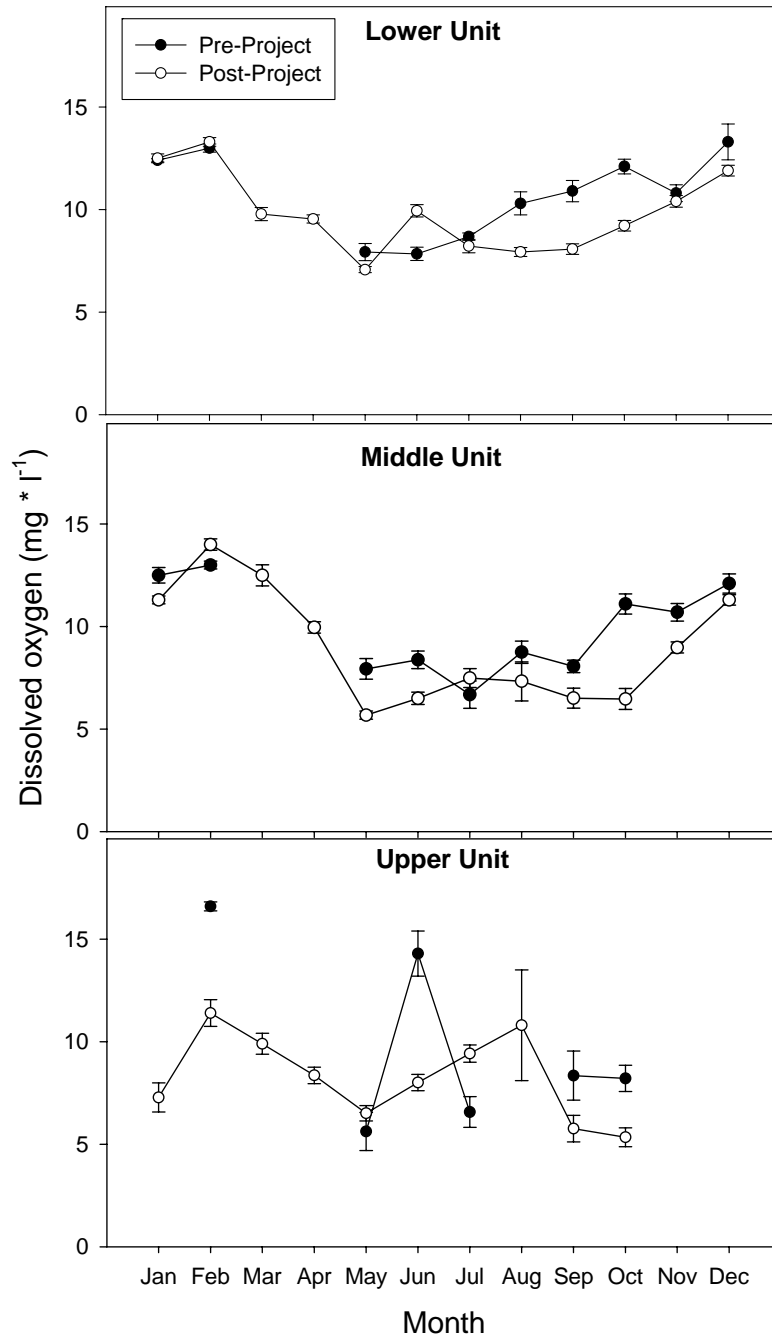 Lower Unit
Pre-Project
Post-Project
15
10
5
0
Middle Unit
15
10
5
0
Upper Unit
15
10
5
0
Dissolved oxygen (mg * l-1)
Jan Feb Mar Apr May Jun Jul Aug Sep Oct Nov Dec
Month